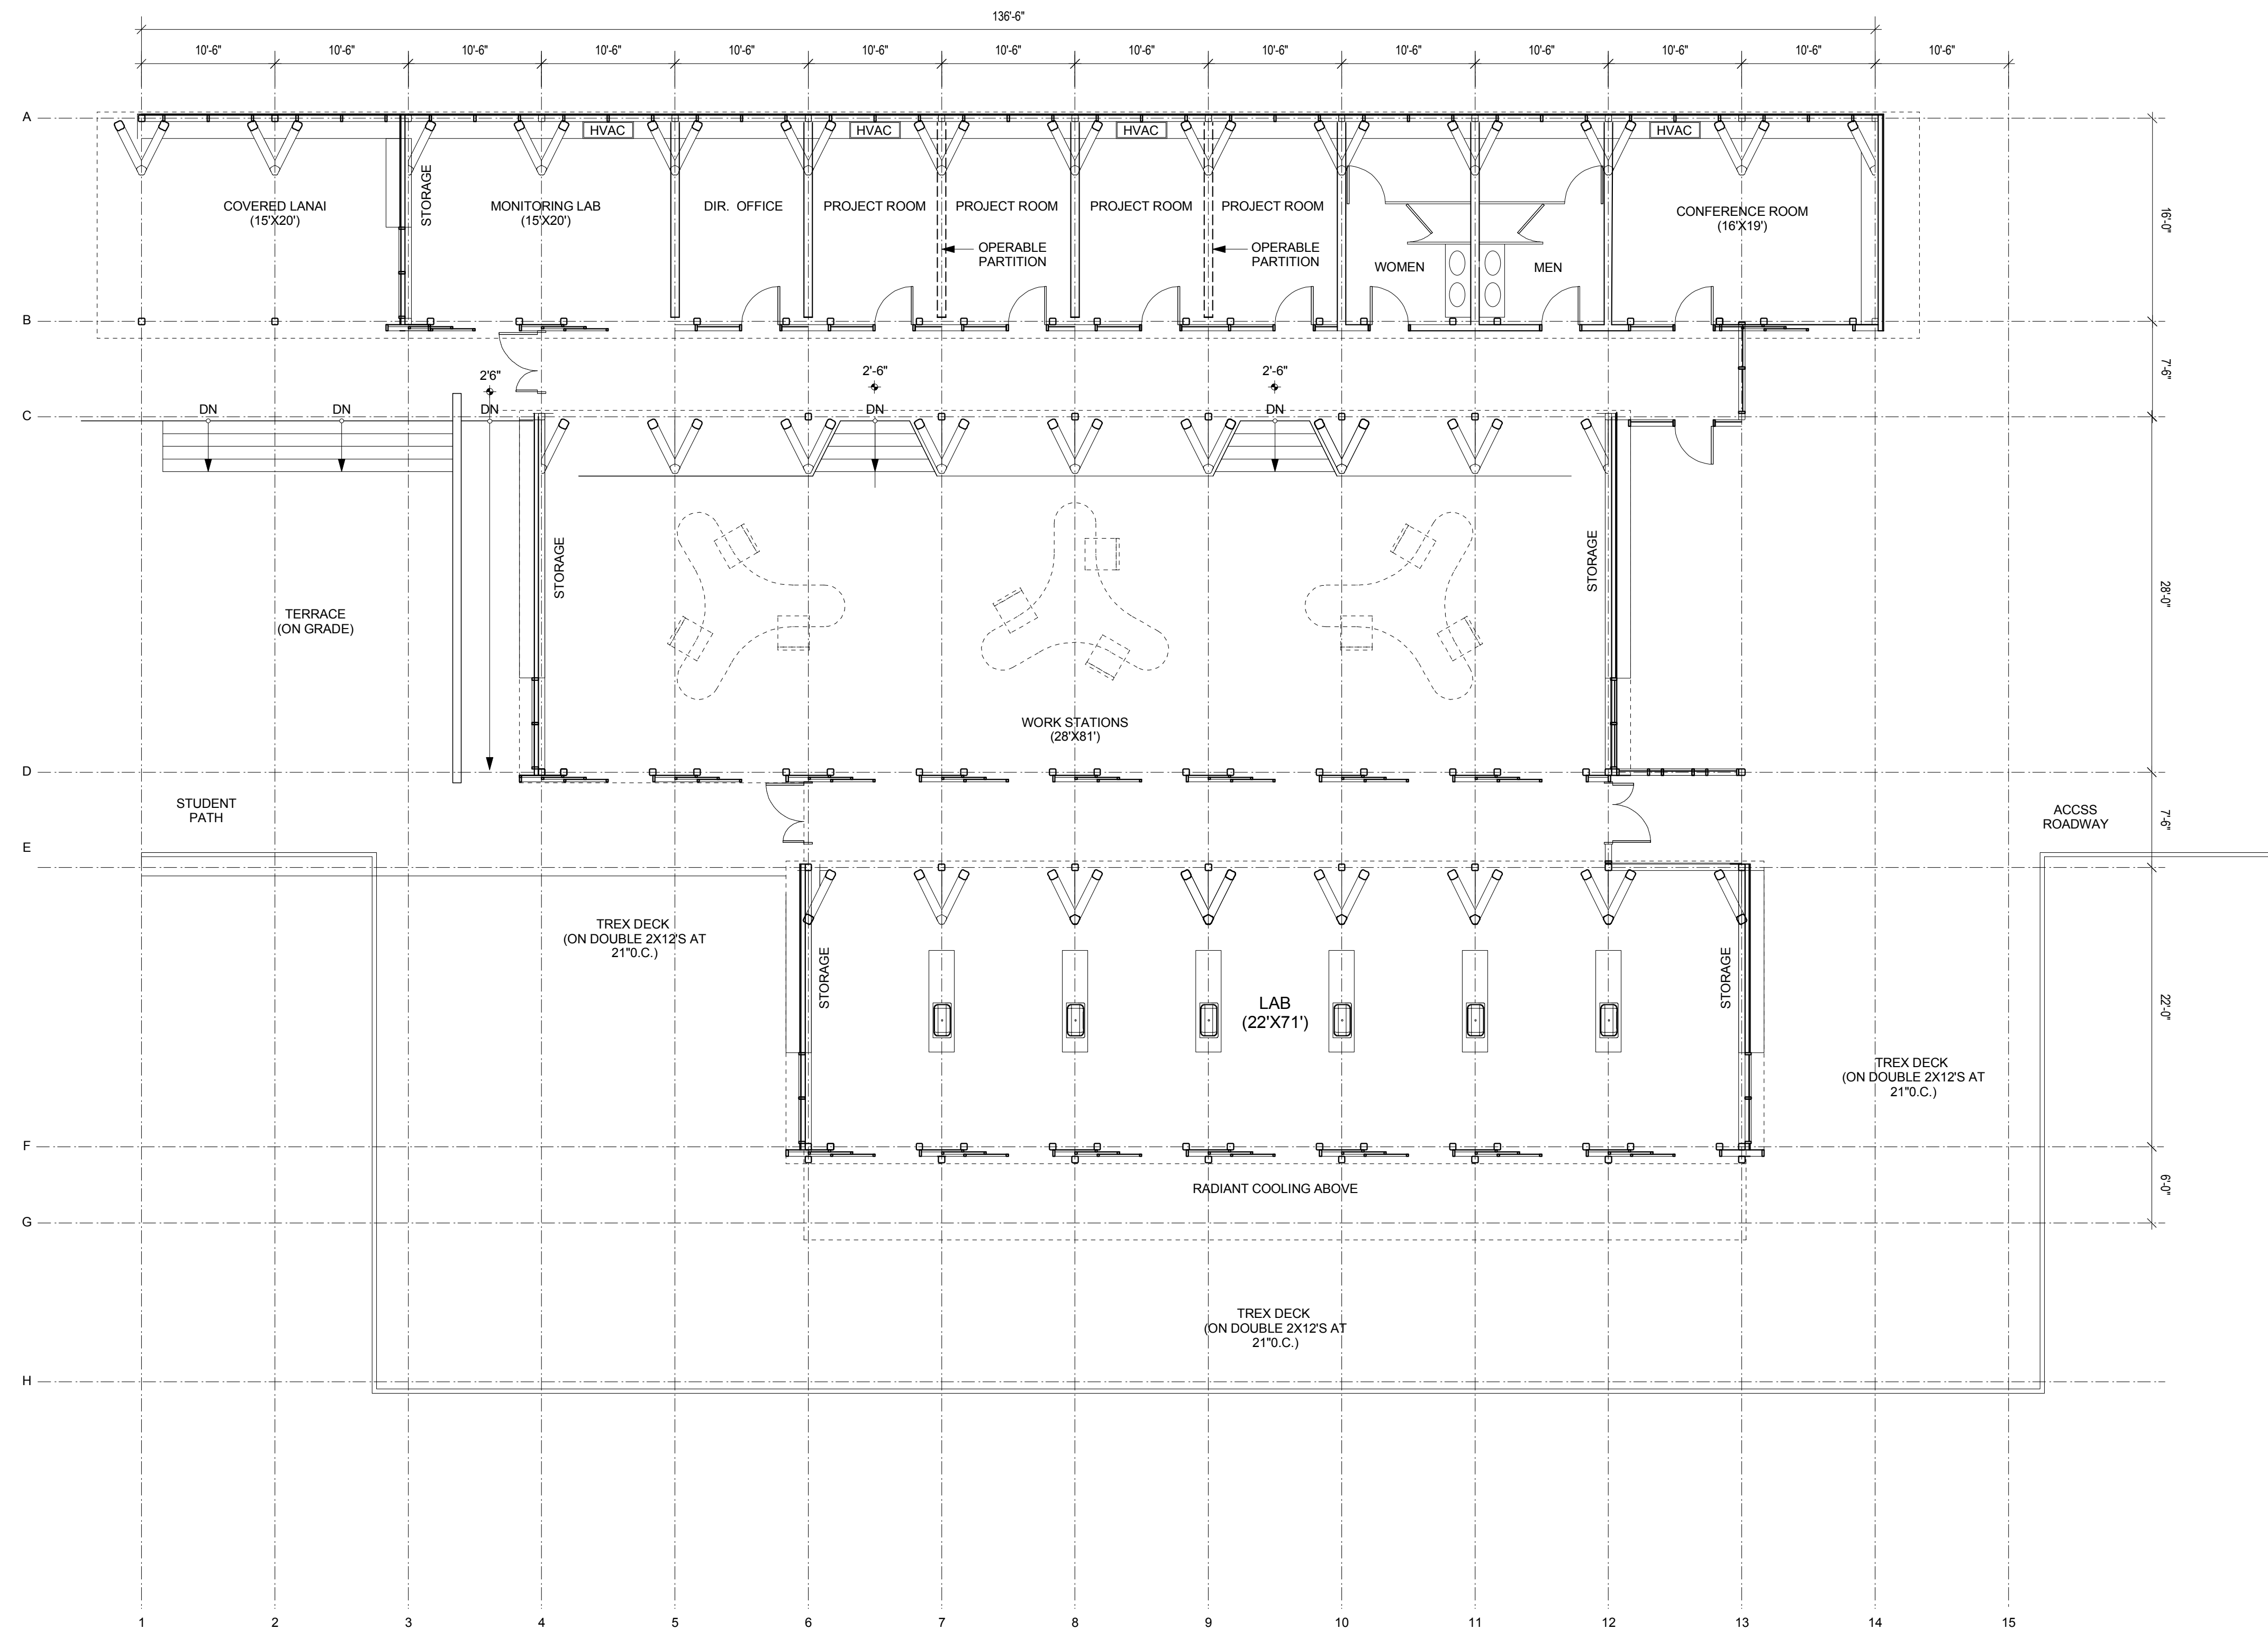 136'-6"
10'-6" 10'-6" 10'-6" 10'-6" 10'-6" 10'-6" 10'-6" 10'-6" 10'-6" 10'-6" 10'-6" 10'-6" 10'-6" 10'-6"
A
HVAC HVAC HVAC HVAC
COVERED LANAI
(15'X20')
STORAGE
MONITORING LAB
(15'X20')
DIR. OFFICE
PROJECT ROOM
PROJECT ROOM
PROJECT ROOM
PROJECT ROOM
CONFERENCE ROOM
(16'X19')
16'-0"
OPERABLE
PARTITION
OPERABLE
PARTITION
WOMEN
MEN
B
2'6"
2'-6"
2'-6"
7'-6"
C
DN DN DN DN DN
STORAGE
STORAGE
28'-0"
TERRACE
(ON GRADE)
WORK STATIONS
(28'X81')
D
STUDENT
PATH
ACCSS
ROADWAY
7'-6"
E
TREX DECK
(ON DOUBLE 2X12'S AT
21"0.C.)
STORAGE
LAB
(22'X71')
STORAGE
22'-0"
TREX DECK
(ON DOUBLE 2X12'S AT
21"0.C.)
F
RADIANT COOLING ABOVE
6'-0"
G
TREX DECK
(ON DOUBLE 2X12'S AT
21"0.C.)
H
1 2 3 4 5 6 7 8 9 10 11 12 13 14 15